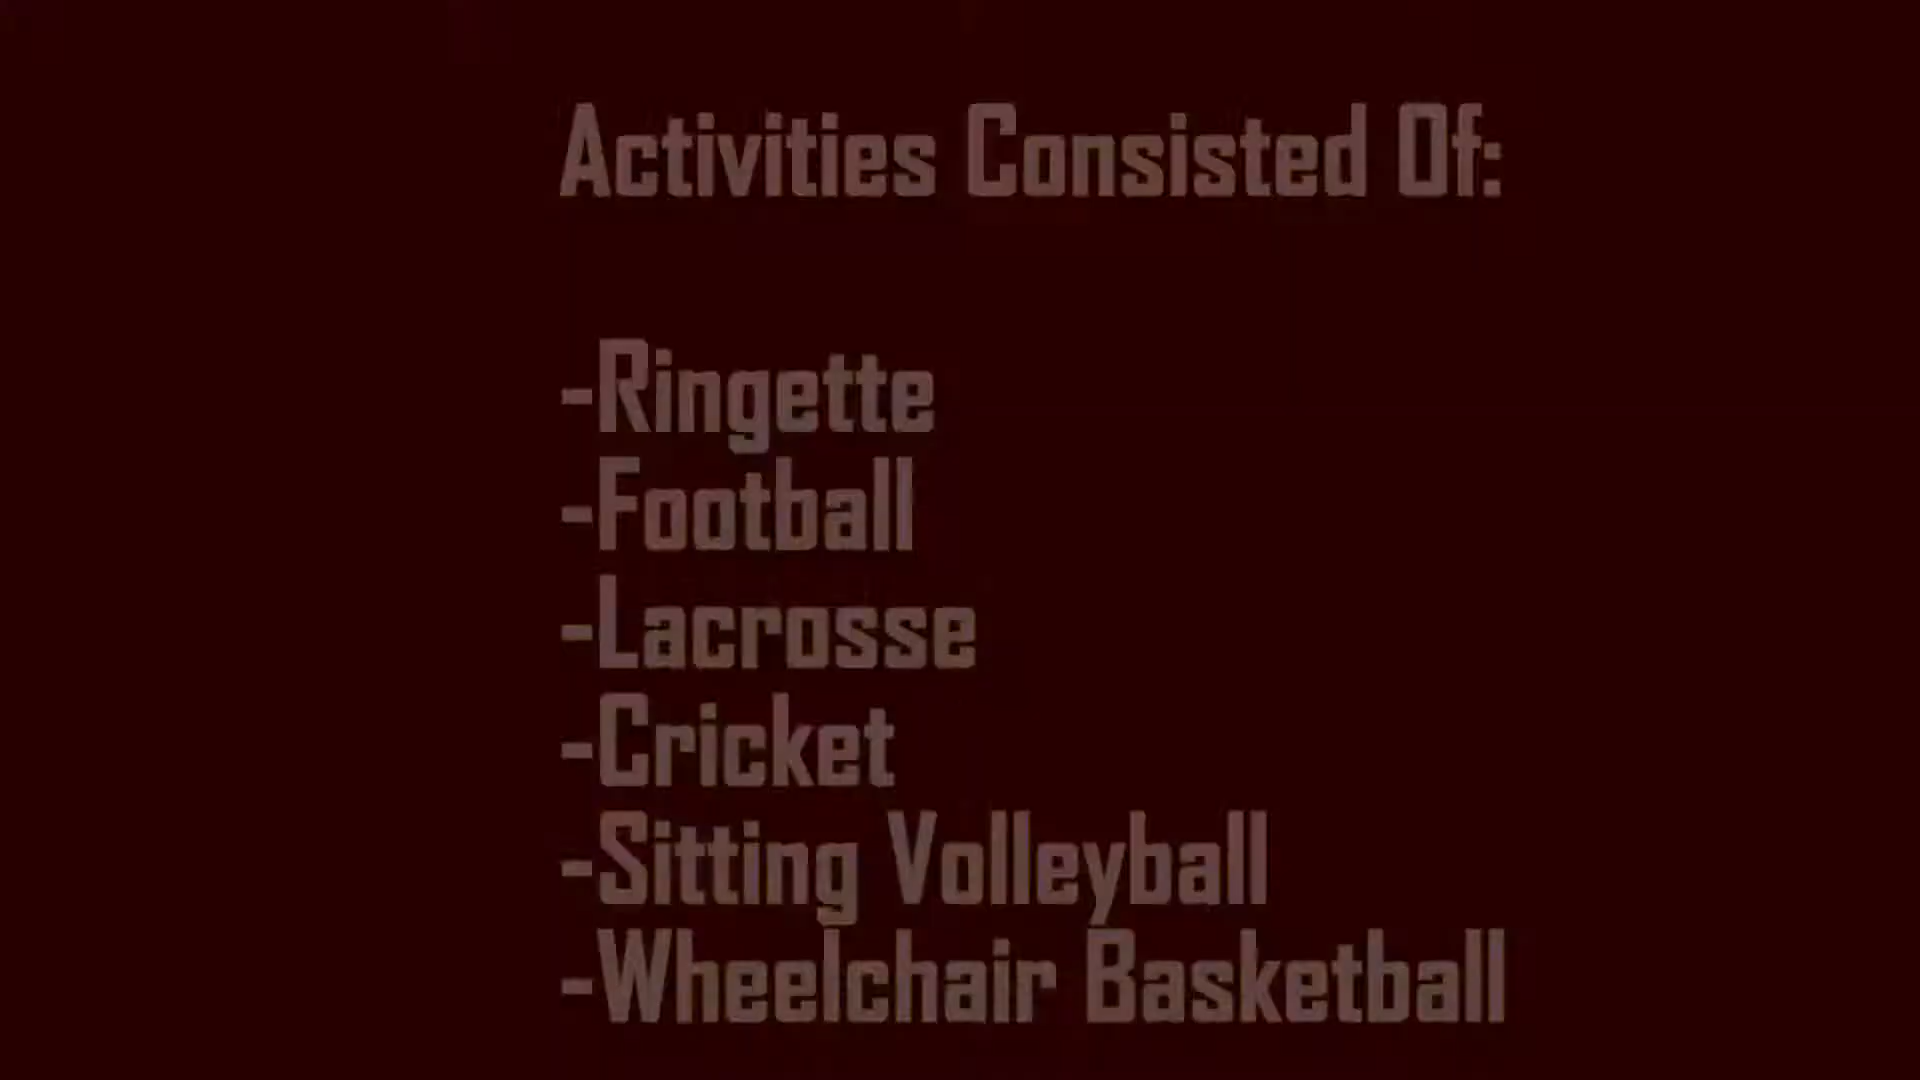 Activities Consisted Of:
-Ringette
-Football
-Lacrosse
-Cricket
-Sitting Volleyball
-Wheelchair Basketball